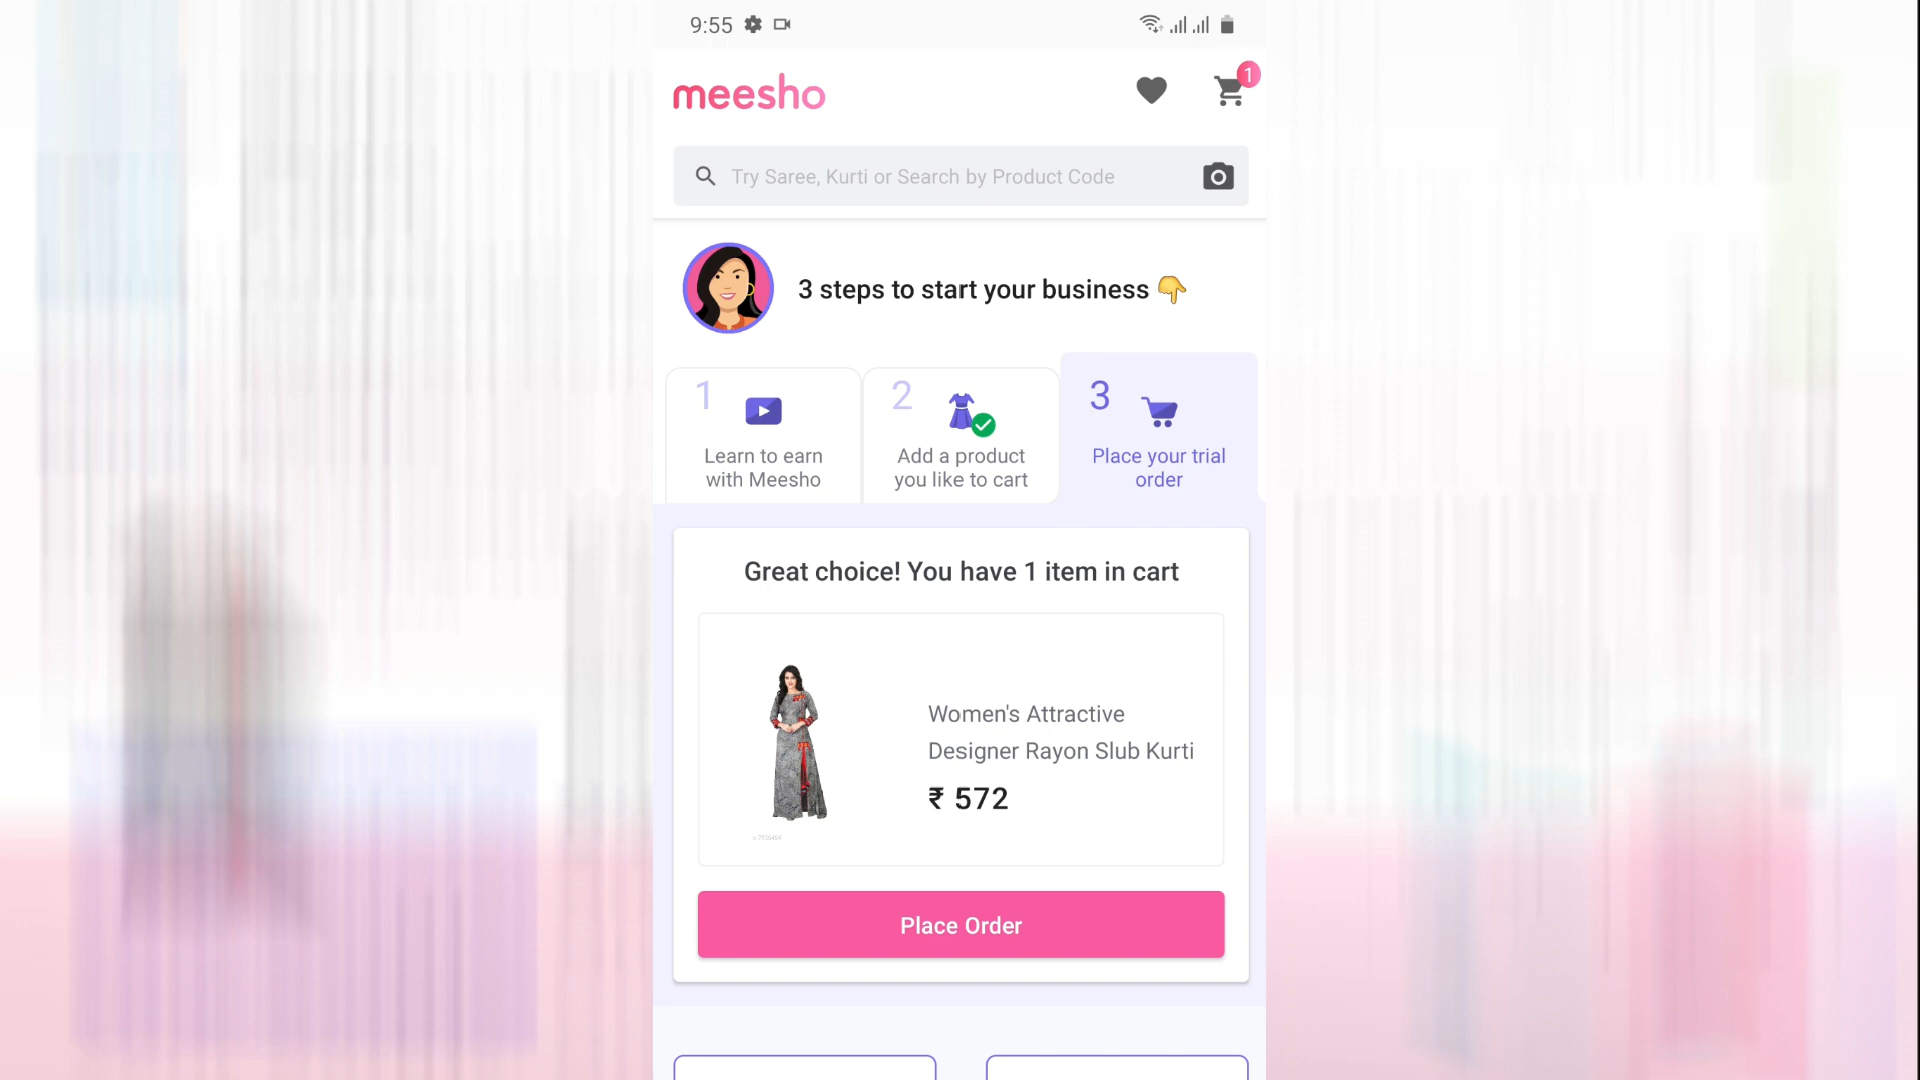 9:55
meesho
1
Try Saree, Kurti or Search by Product Code
3 steps to start your business
1
Learn to earn
with Meesho
2
Add a product
you like to cart
3
Place your trial
order
Great choice! You have 1 item in cart
Women's Attractive
Designer Rayon Slub Kurti
₹ 572
Place Order